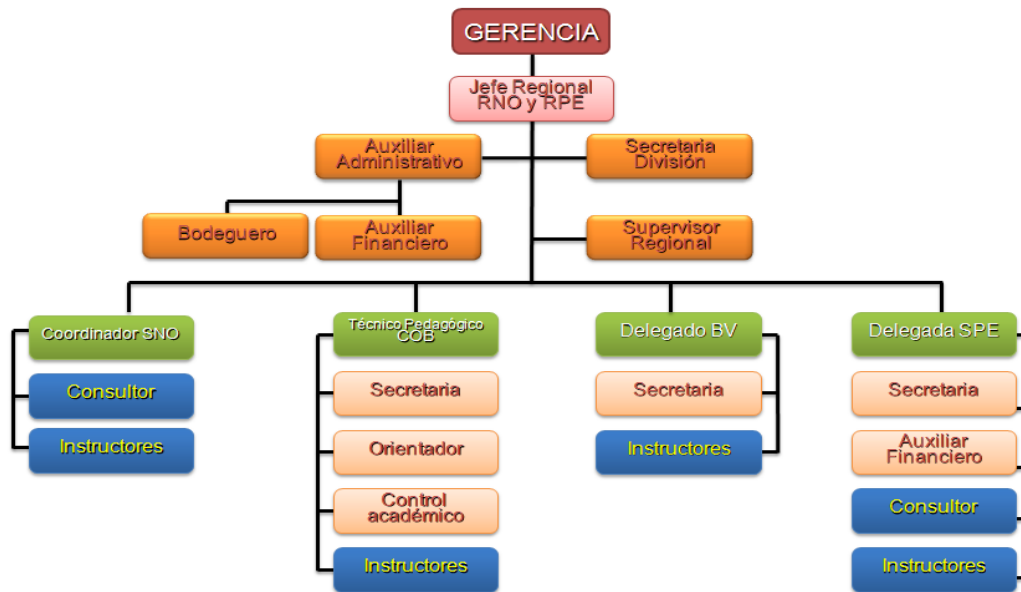 GERENCIA
Jefe Regional
RNO y RPE
Auxiliar
Administrativo
Secretaria
División
Bodeguero
Auxiliar
Financiero
Supervisor
Regional
Coordinador SNO
Técnico Pedagógico
COB
Delegado BV
Delegada SPE
Consultor
Secretaria
Secretaria
Secretaria
Instructores
Orientador
Instructores
Auxiliar
Financiero
Control
académico
Consultor
Instructores
Instructores